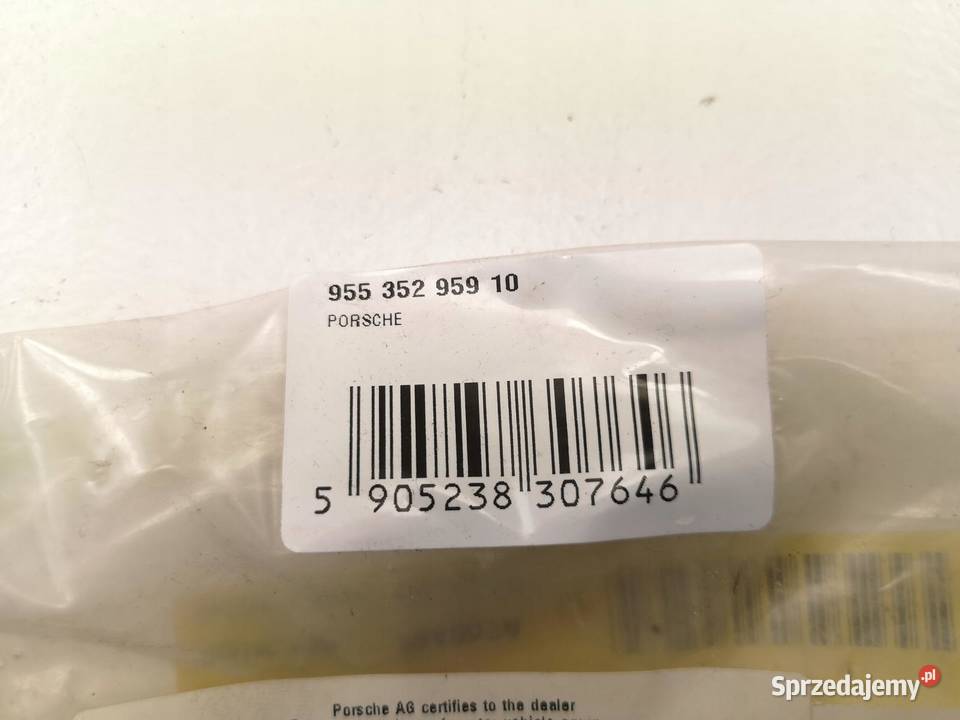 955 352 959 10
PORSCHE
5 905238 307646
Porsche AG certifies to the dealer
Sprzedajemy.pl